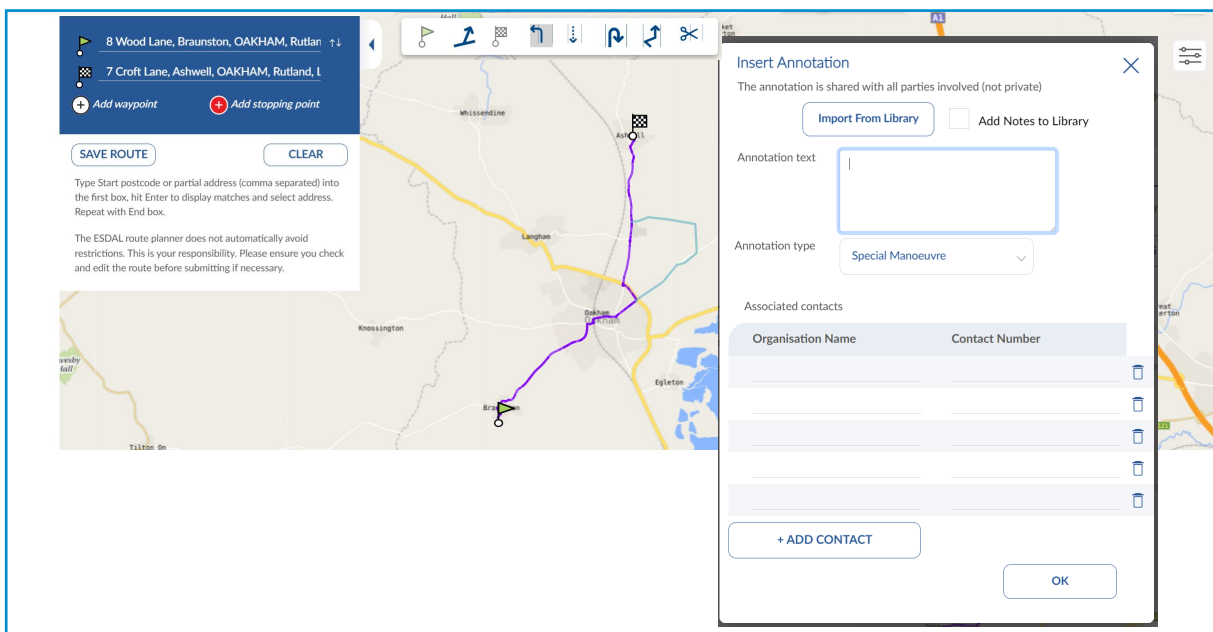 8 Wood Lane, Braunston, OAKHAM, Rutlan
7 Croft Lane, Ashwell, OAKHAM, Rutland, L
Add waypoint
Add stopping point
SAVE ROUTE
CLEAR
Type Start postcode or partial address (comma separated) into
the first box, hit Enter to display matches and select address.
Repeat with End box.
The ESDAL route planner does not automatically avoid
restrictions. This is your responsibility. Please ensure you check
and edit the route before submitting if necessary.
Whissendine
Langham
Oakham
Oakham
Knossington
Egleton
Tilton On
A1
Insert Annotation
The annotation is shared with all parties involved (not private)
Import From Library
Add Notes to Library
Annotation text
Annotation type
Special Manoeuvre
Associated contacts
Organisation Name
Contact Number
+ ADD CONTACT
OK